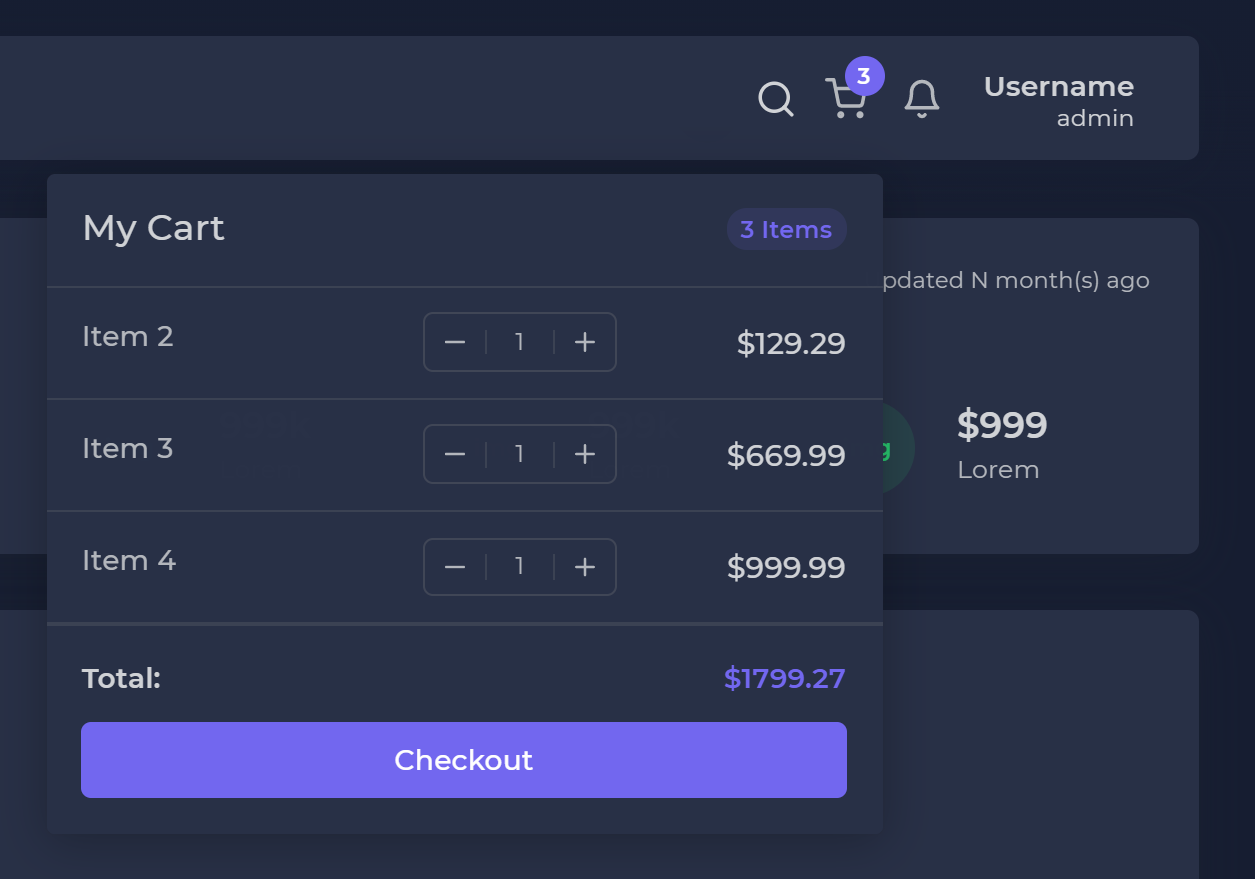 3
Username
admin
My Cart
3 Items
pdated N month(s) ago
Item 2
1
$129.29
Item 3
1
$669.99
g
$999
Lorem
Item 4
1
$999.99
Total:
$1799.27
Checkout